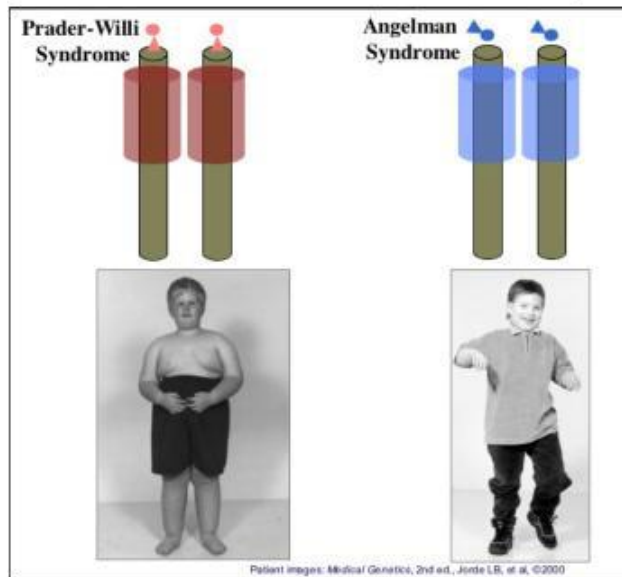 Prader-Willi
Syndrome
Angelman
Syndrome
Patient images: Medical Genetics, 2nd ed., Jorde LB, et al, ©2000